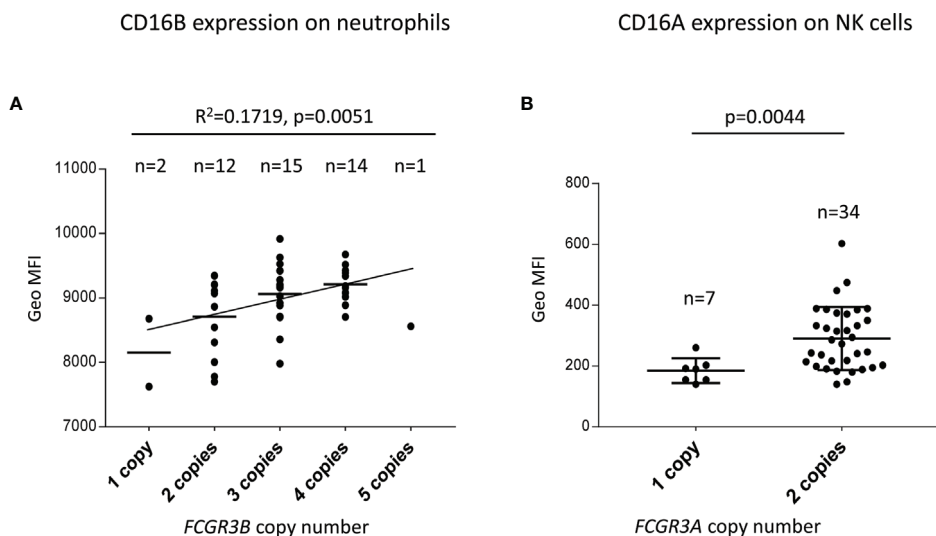 CD16B expression on neutrophils
A
R²=0.1719, p=0.0051
n=2 n=12 n=15 n=14 n=1
11000
10000
9000
8000
7000
Geo MFI
1 copy
2 copies
3 copies
4 copies
5 copies
FCGR3B copy number
CD16A expression on NK cells
B
p=0.0044
n=34
n=7
800
600
400
200
0
Geo MFI
1 copy
2 copies
FCGR3A copy number